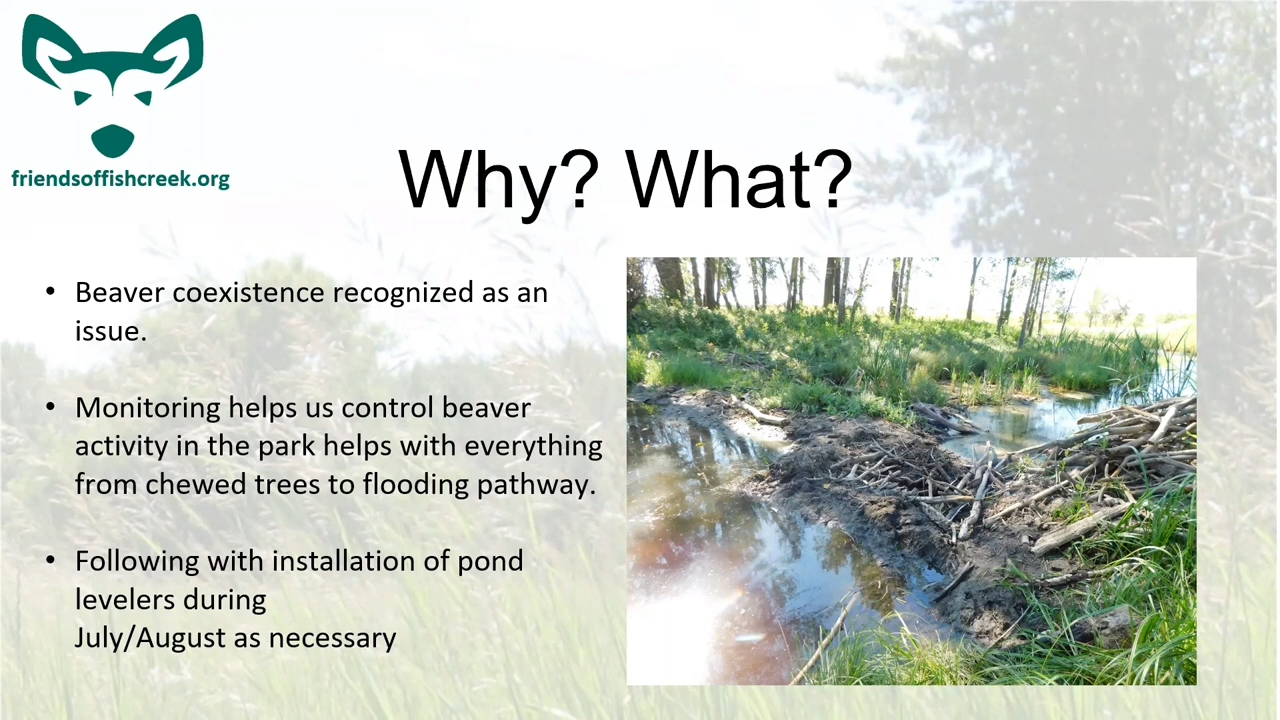 friendsoffishcreek.org
Why? What?
• Beaver coexistence recognized as an
issue.
• Monitoring helps us control beaver
activity in the park helps with everything
from chewed trees to flooding pathway.
• Following with installation of pond
levelers during
July/August as necessary